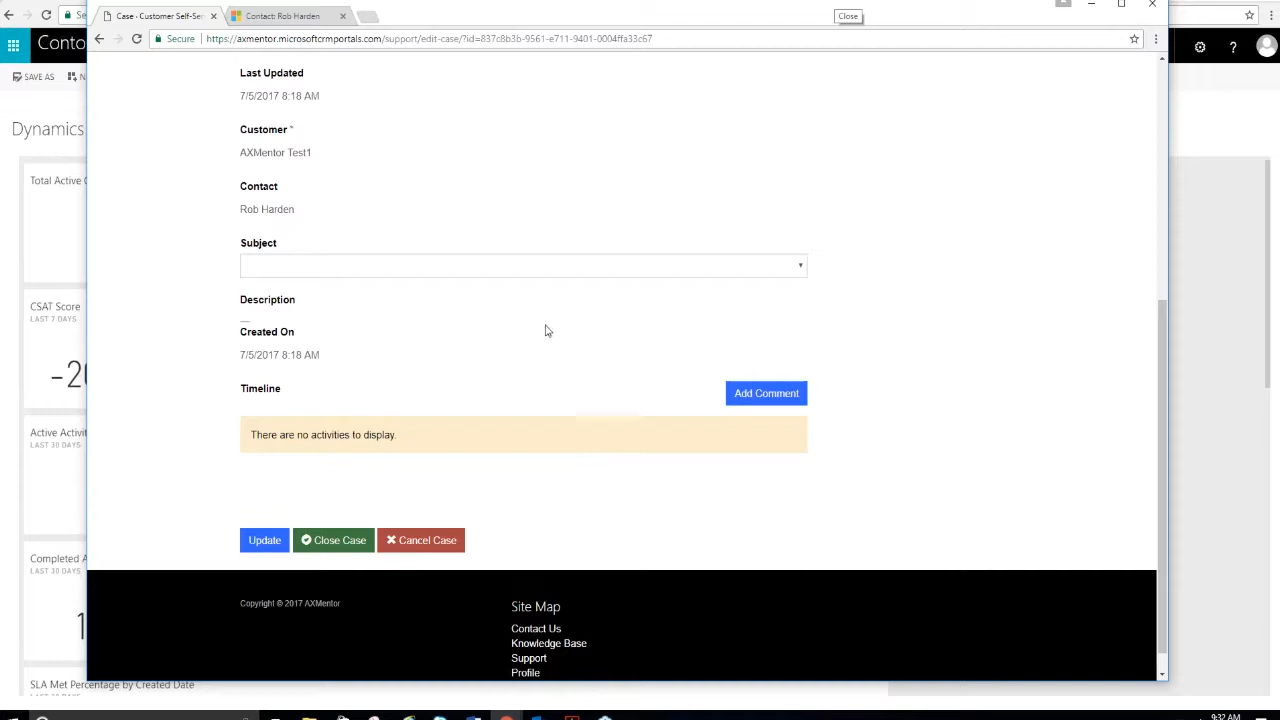 Case · Customer Self-Ser
Contact: Rob Harden
Close
Secure
https://axmentor.microsoftcrmportals.com/support/edit-case/?id=837c8b3b-9561-e711-9401-0004ffa33c67
Conto
?
SAVE AS
N
Dynamics
Total Active
CSAT Score
LAST 7 DAYS
Active Activit
LAST 30 DAYS
Completed A
LAST 30 DAYS
SLA Met Percentage by Created Date
Last Updated
7/5/2017 8:18 AM
Customer *
AXMentor Test1
Contact
Rob Harden
Subject
Description
—
Created On
7/5/2017 8:18 AM
Timeline
Add Comment
There are no activities to display.
Update
Close Case
Cancel Case
Copyright © 2017 AXMentor
Site Map
Contact Us
Knowledge Base
Support
Profile
9:32 AM